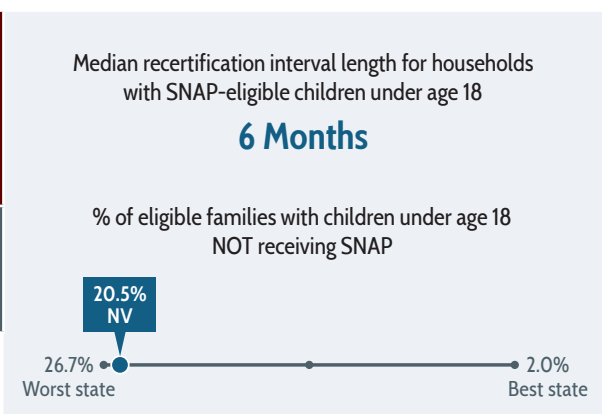 Median recertification interval length for households
with SNAP-eligible children under age 18
6 Months
% of eligible families with children under age 18
NOT receiving SNAP
20.5%
NV
26.7%
Worst state
2.0%
Best state